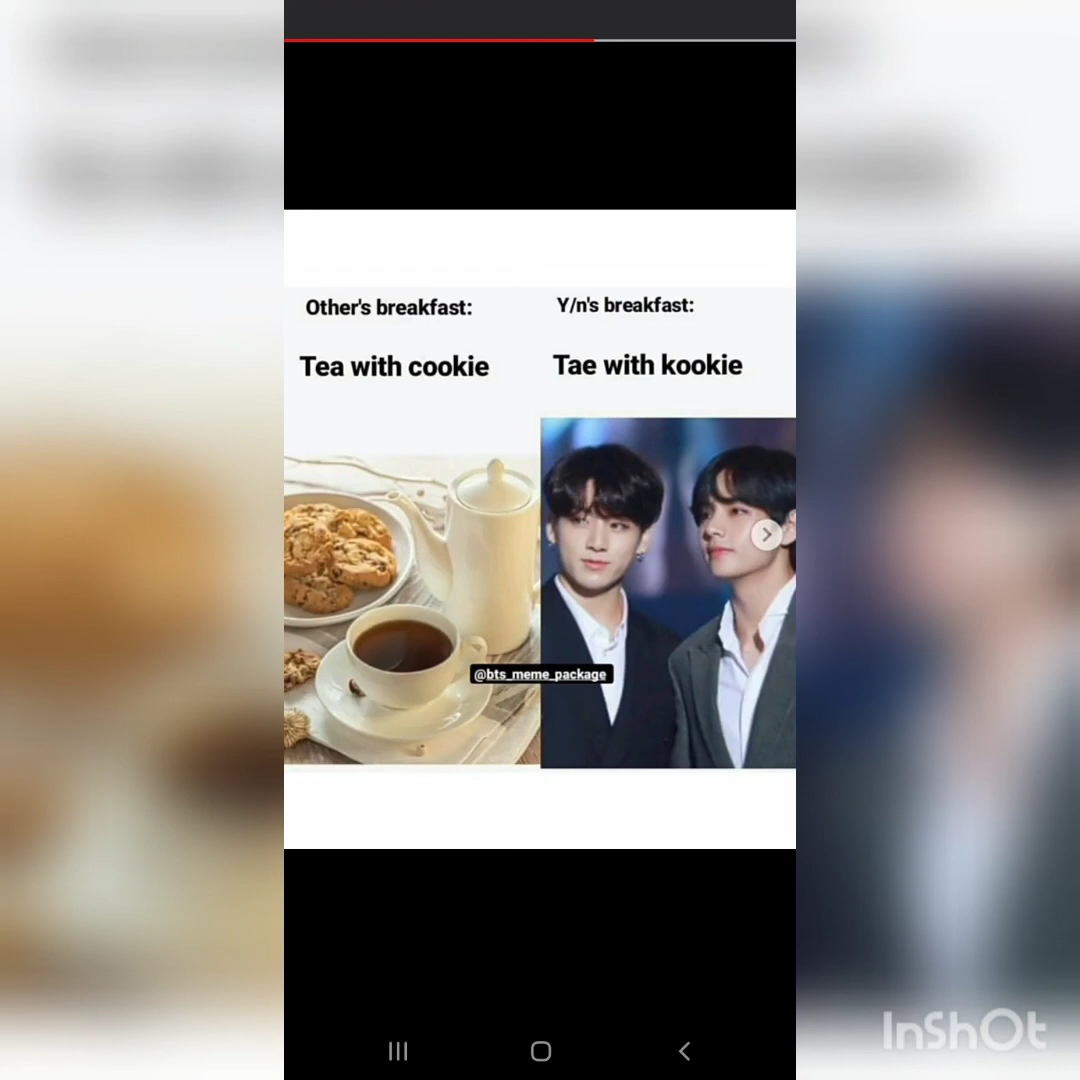 Other's breakfast:
Tea with cookie
Y/n's breakfast:
Tae with kookie
@bts_meme_package
InShOt